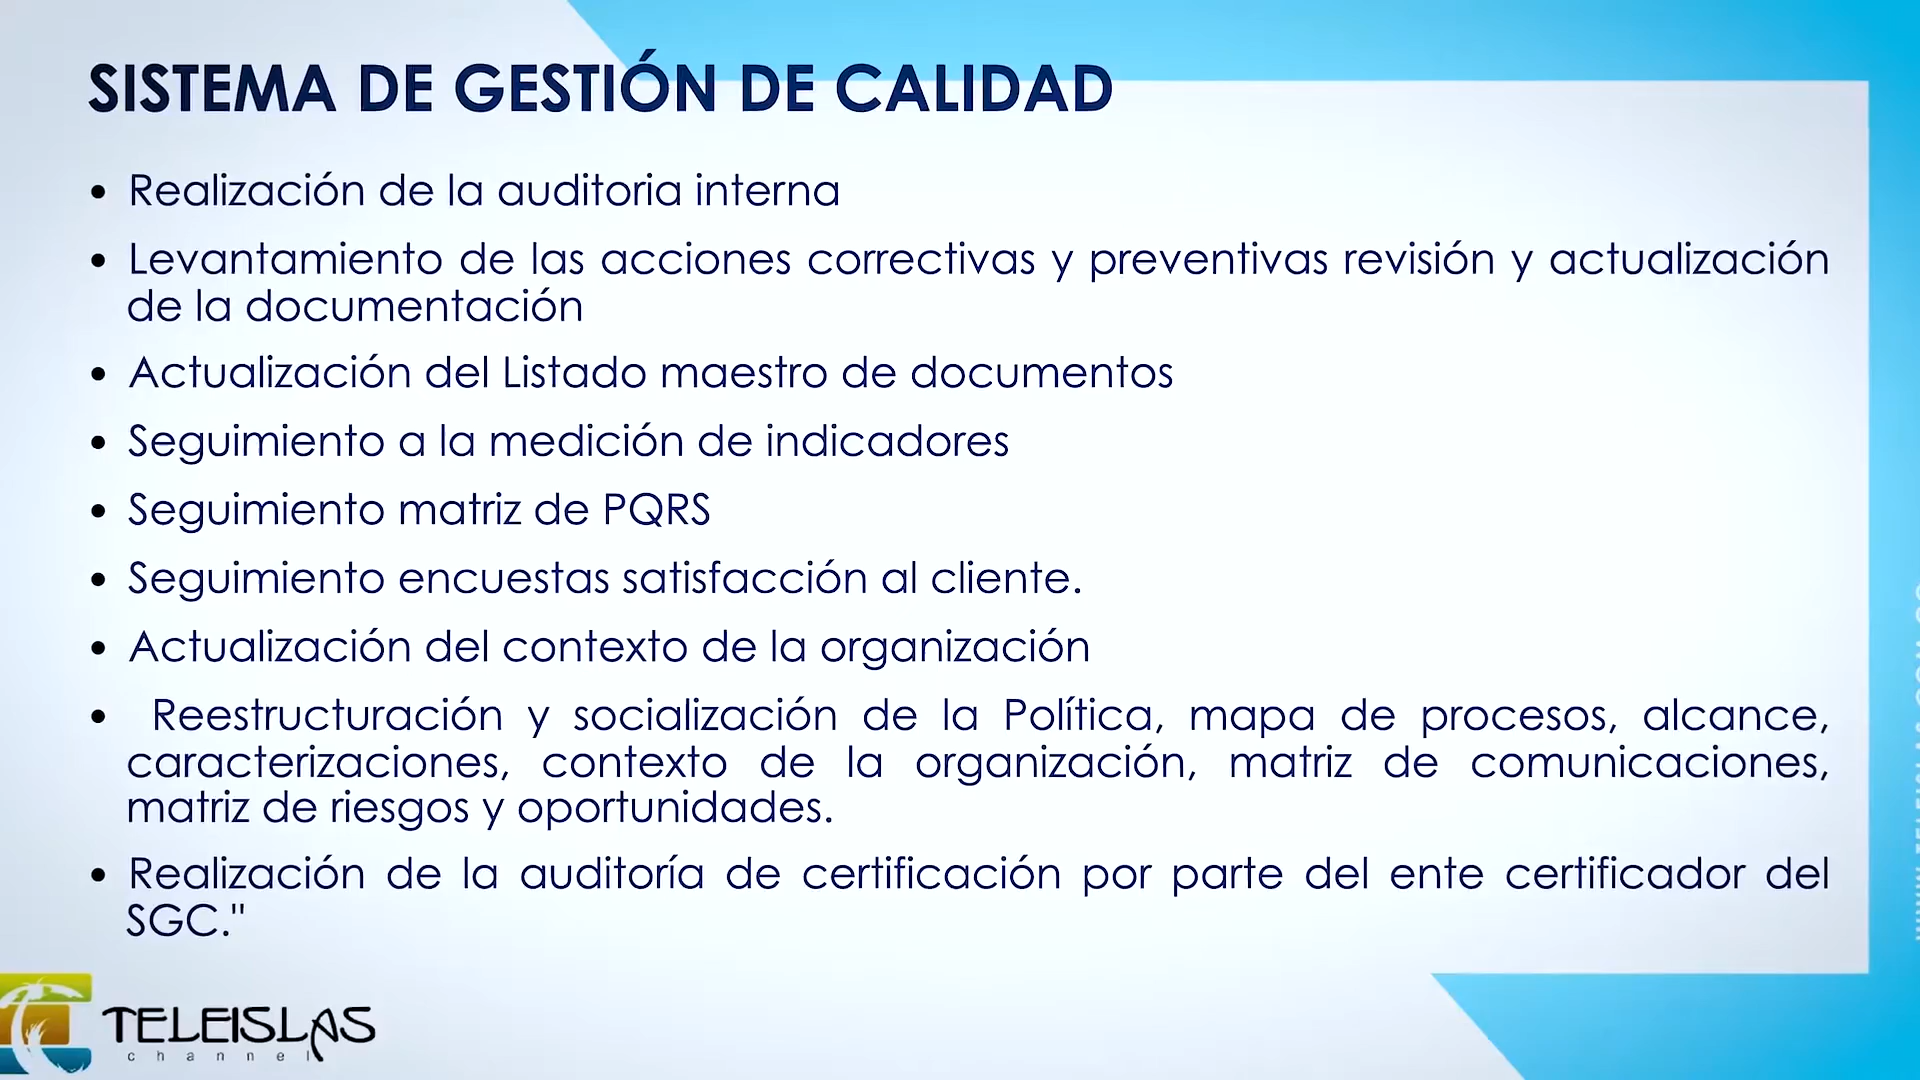 SISTEMA DE GESTIÓN DE CALIDAD
• Realización de la auditoria interna
• Levantamiento de las acciones correctivas y preventivas revisión y actualización
de la documentación
• Actualización del Listado maestro de documentos
• Seguimiento a la medición de indicadores
• Seguimiento matriz de PQRS
• Seguimiento encuestas satisfacción al cliente.
• Actualización del contexto de la organización
• Reestructuración y socialización de la Política, mapa de procesos, alcance,
caracterizaciones, contexto de la organización, matriz de comunicaciones,
matriz de riesgos y oportunidades.
• Realización de la auditoría de certificación por parte del ente certificador del
SGC."
TELEISLAS
channel